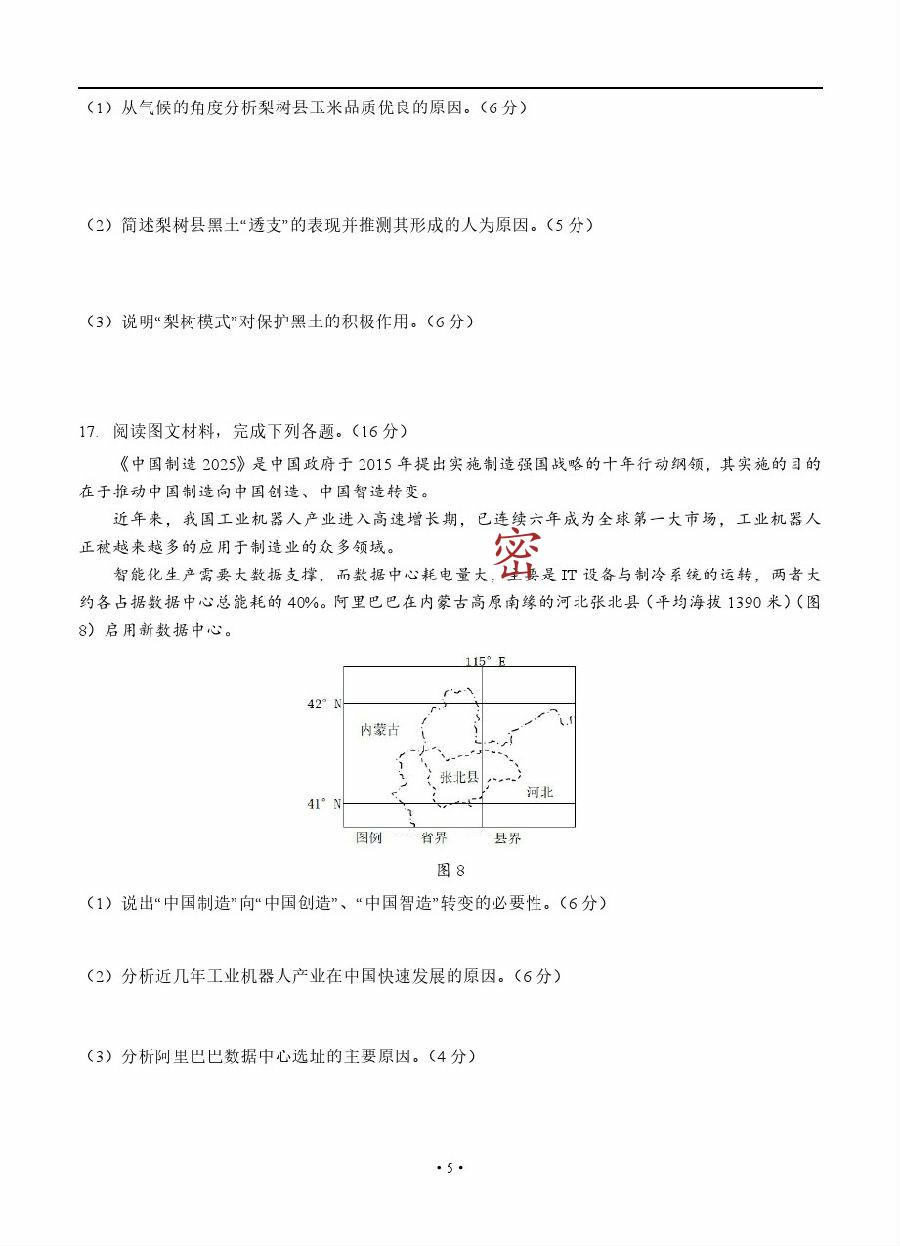 （1）从气候的角度分析梨树县玉米品质优良的原因。（6分）
（2）简述梨树县黑土“透支”的表现并推测其形成的人为原因。（5分）
（3）说明“梨树模式”对保护黑土的积极作用。（6分）
17. 阅读图文材料，完成下列各题。（16分）
《中国制造2025》是中国政府于2015年提出实施制造强国战略的十年行动纲领，其实施的目的
在于推动中国制造向中国创造、中国智造转变。
近年来，我国工业机器人产业进入高速增长期，已连续六年成为全球第一大市场，工业机器人
正被越来越多的应用于制造业的众多领域。
密
智能化生产需要大数据支撑，而数据中心耗电量大，主要是IT设备与制冷系统的运转，两者大
约各占据数据中心总能耗的40%。阿里巴巴在内蒙古高原南缘的河北张北县（平均海拔1390米）（图
8）启用新数据中心。
115° E
42° N
内蒙古
张北县
河北
41° N
图例 省界 县界
图8
（1）说出“中国制造”向“中国创造”、“中国智造”转变的必要性。（6分）
（2）分析近几年工业机器人产业在中国快速发展的原因。（6分）
（3）分析阿里巴巴数据中心选址的主要原因。（4分）
·5·